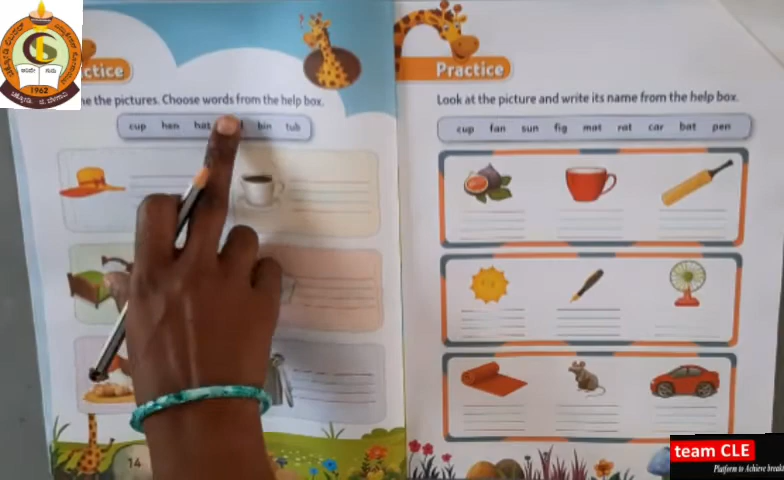 1962
ctice
e the pictures. Choose words from the help box.
cup hen hat bin tub
14
Practice
Look at the picture and write its name from the help box.
cup fan sun fig mat rat car bat pen
team CLE
Platform to Achieve break